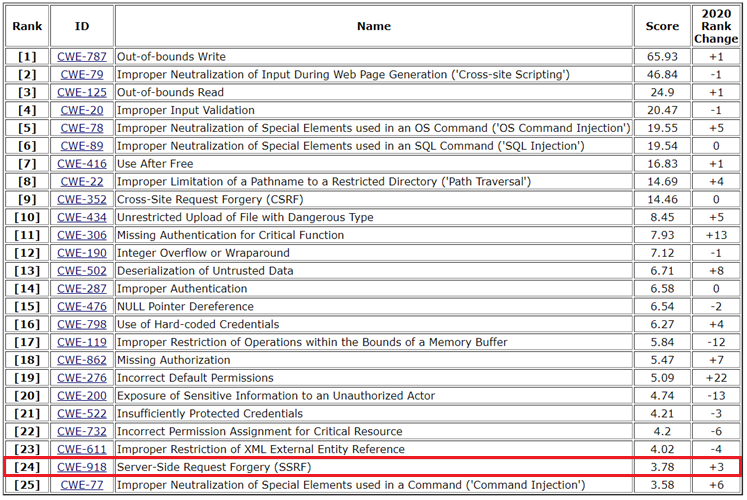 Rank ID Name Score 2020 Rank Change
[1] CWE-787 Out-of-bounds Write 65.93 +1
[2] CWE-79 Improper Neutralization of Input During Web Page Generation ('Cross-site Scripting') 46.84 -1
[3] CWE-125 Out-of-bounds Read 24.9 +1
[4] CWE-20 Improper Input Validation 20.47 -1
[5] CWE-78 Improper Neutralization of Special Elements used in an OS Command ('OS Command Injection') 19.55 +5
[6] CWE-89 Improper Neutralization of Special Elements used in an SQL Command ('SQL Injection') 19.54 0
[7] CWE-416 Use After Free 16.83 +1
[8] CWE-22 Improper Limitation of a Pathname to a Restricted Directory ('Path Traversal') 14.69 +4
[9] CWE-352 Cross-Site Request Forgery (CSRF) 14.46 0
[10] CWE-434 Unrestricted Upload of File with Dangerous Type 8.45 +5
[11] CWE-306 Missing Authentication for Critical Function 7.93 +13
[12] CWE-190 Integer Overflow or Wraparound 7.12 -1
[13] CWE-502 Deserialization of Untrusted Data 6.71 +8
[14] CWE-287 Improper Authentication 6.58 0
[15] CWE-476 NULL Pointer Dereference 6.54 -2
[16] CWE-798 Use of Hard-coded Credentials 6.27 +4
[17] CWE-119 Improper Restriction of Operations within the Bounds of a Memory Buffer 5.84 -12
[18] CWE-862 Missing Authorization 5.47 +7
[19] CWE-276 Incorrect Default Permissions 5.09 +22
[20] CWE-200 Exposure of Sensitive Information to an Unauthorized Actor 4.74 -13
[21] CWE-522 Insufficiently Protected Credentials 4.21 -3
[22] CWE-732 Incorrect Permission Assignment for Critical Resource 4.2 -6
[23] CWE-611 Improper Restriction of XML External Entity Reference 4.02 -4
[24] CWE-918 Server-Side Request Forgery (SSRF) 3.78 +3
[25] CWE-77 Improper Neutralization of Special Elements used in a Command ('Command Injection') 3.58 +6